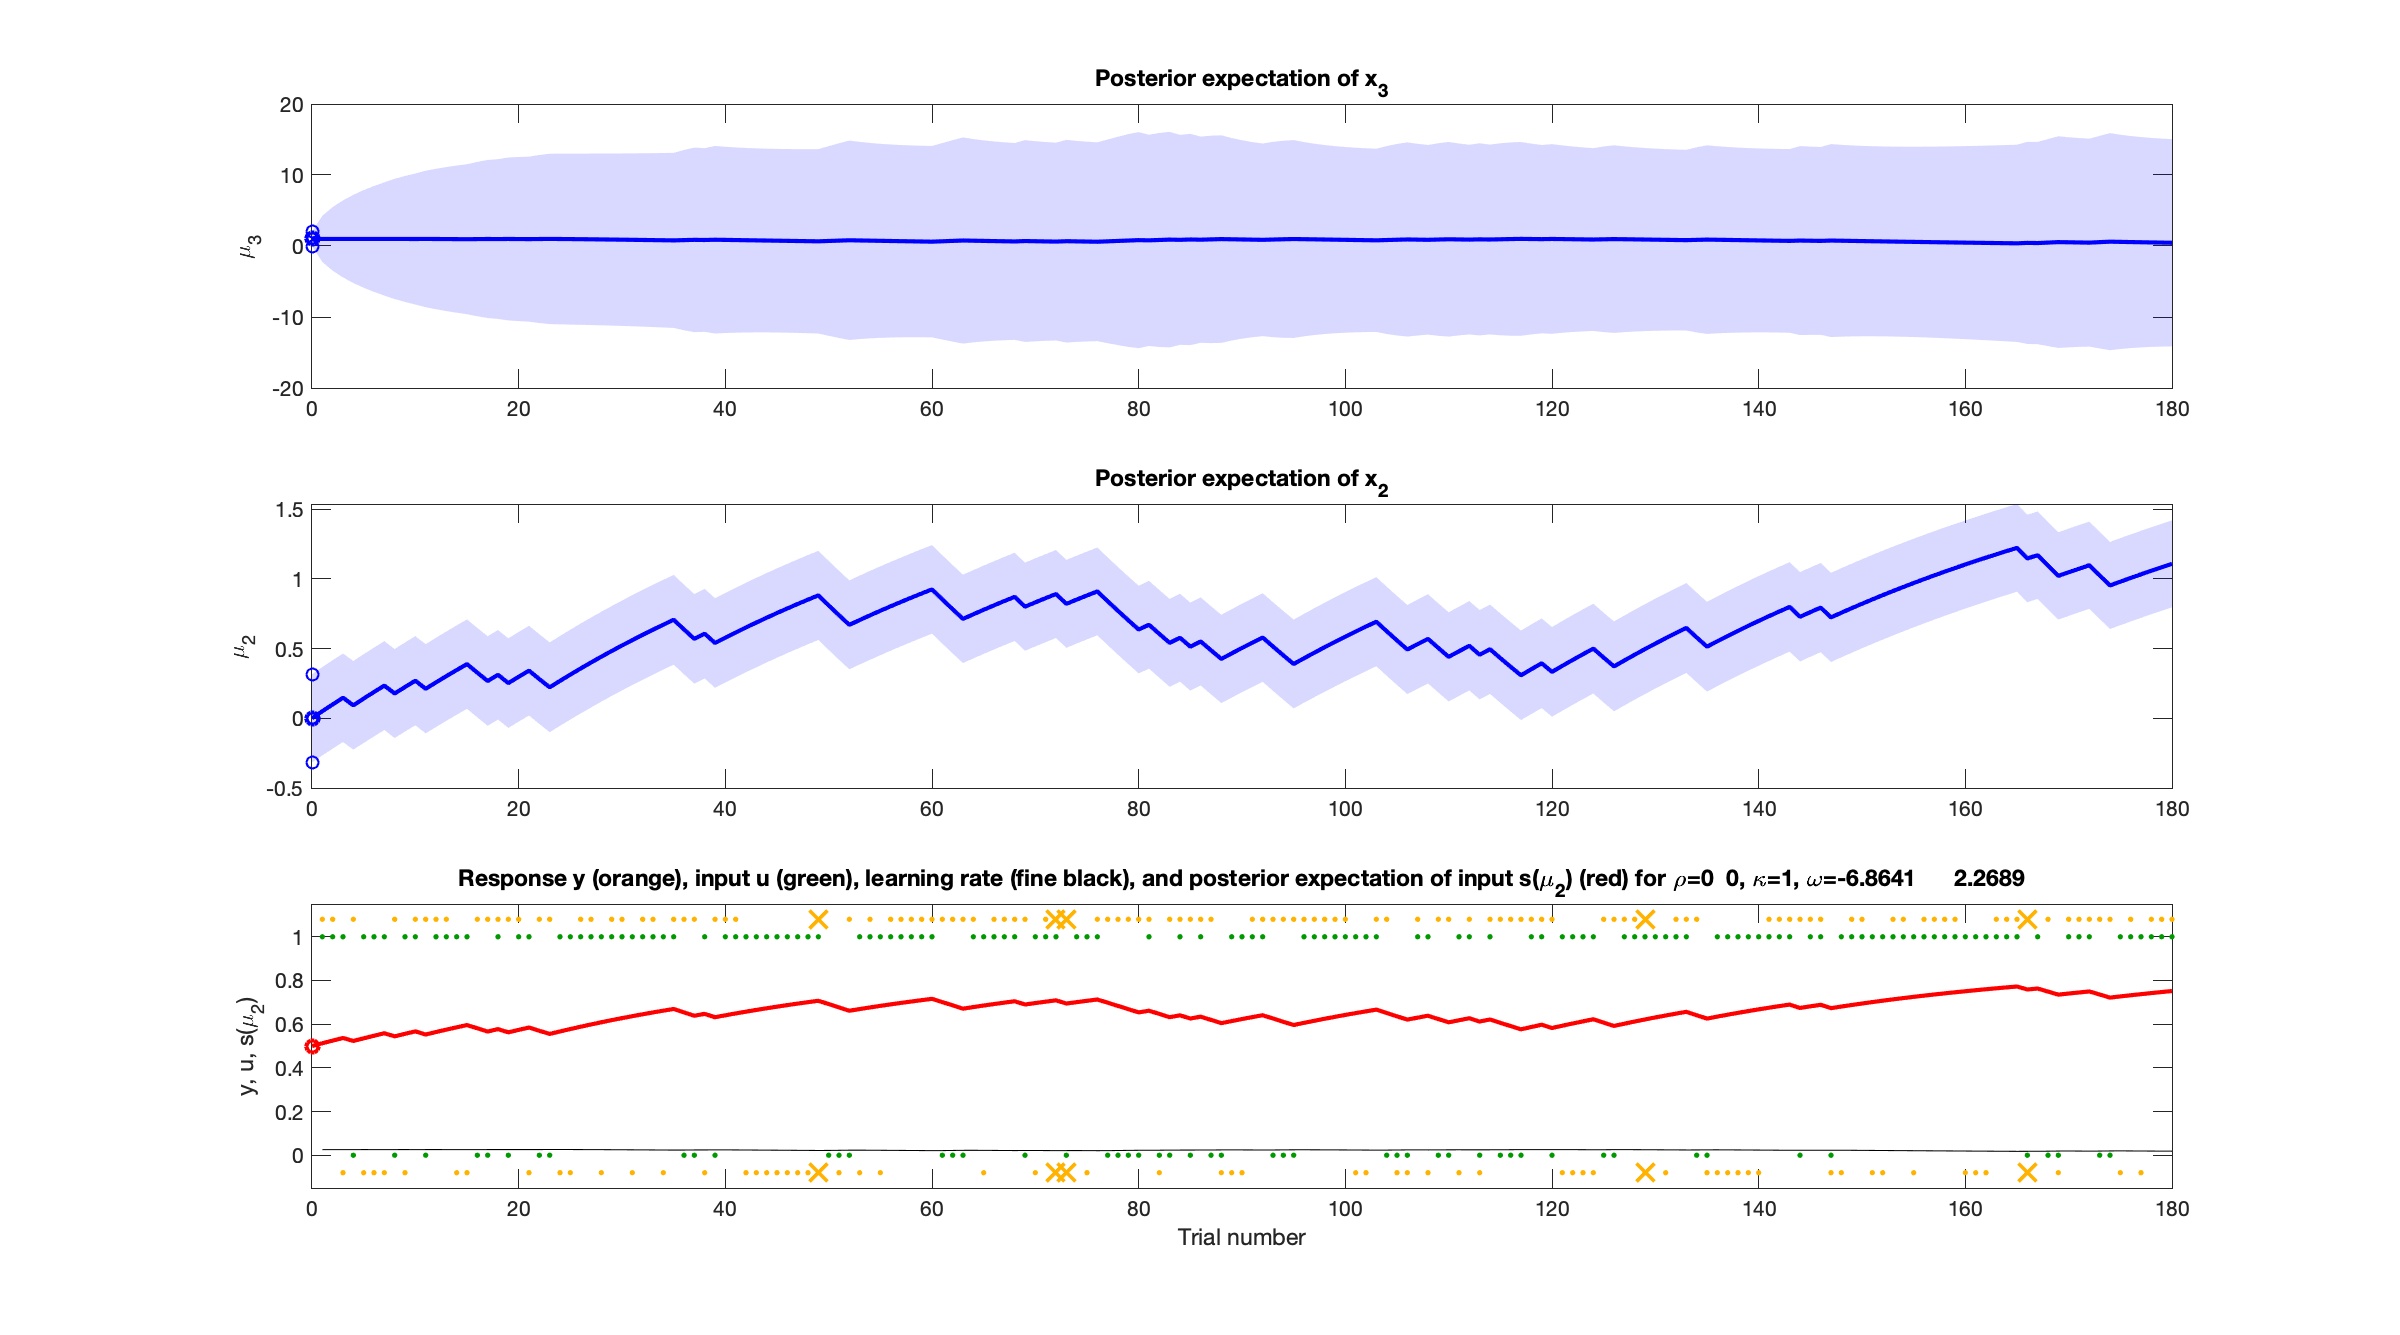 Posterior expectation of x3
20
10
0
-10
-20
μ3
0 20 40 60 80 100 120 140 160 180
Posterior expectation of x2
1.5
1
0.5
0
-0.5
μ2
0 20 40 60 80 100 120 140 160 180
Response y (orange), input u (green), learning rate (fine black), and posterior expectation of input s(μ2) (red) for ρ=0 0, κ=1, ω=-6.8641 2.2689
1
0.8
0.6
0.4
0.2
0
y, u, s(μ2)
0 20 40 60 80 100 120 140 160 180
Trial number